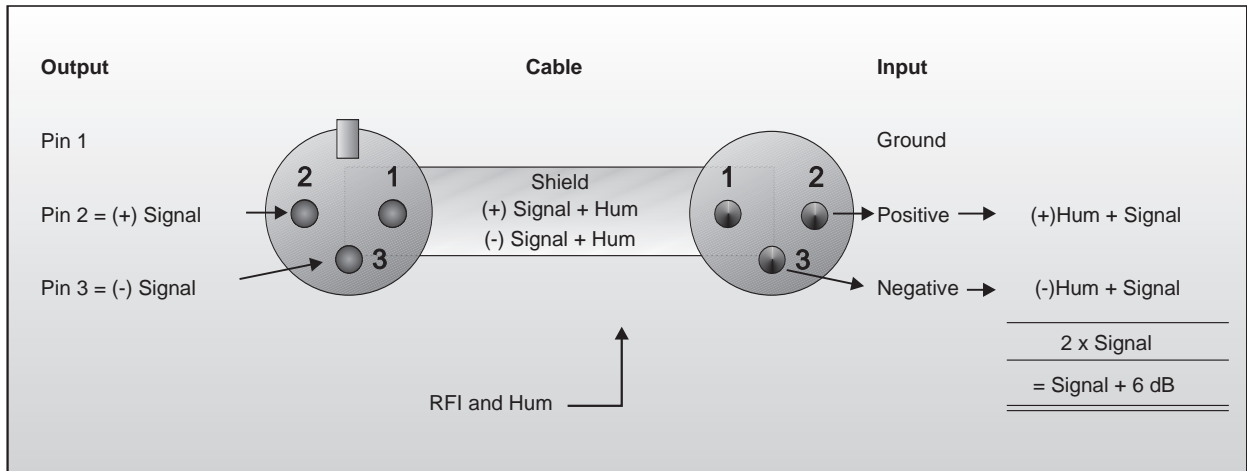 Output Cable Input
Pin 1 Ground
2 1 1 2
Shield
Pin 2 = (+) Signal (+) Signal + Hum Positive (+)Hum + Signal
(-) Signal + Hum
3 3
Pin 3 = (-) Signal Negative (-)Hum + Signal
2 x Signal
= Signal + 6 dB
RFI and Hum